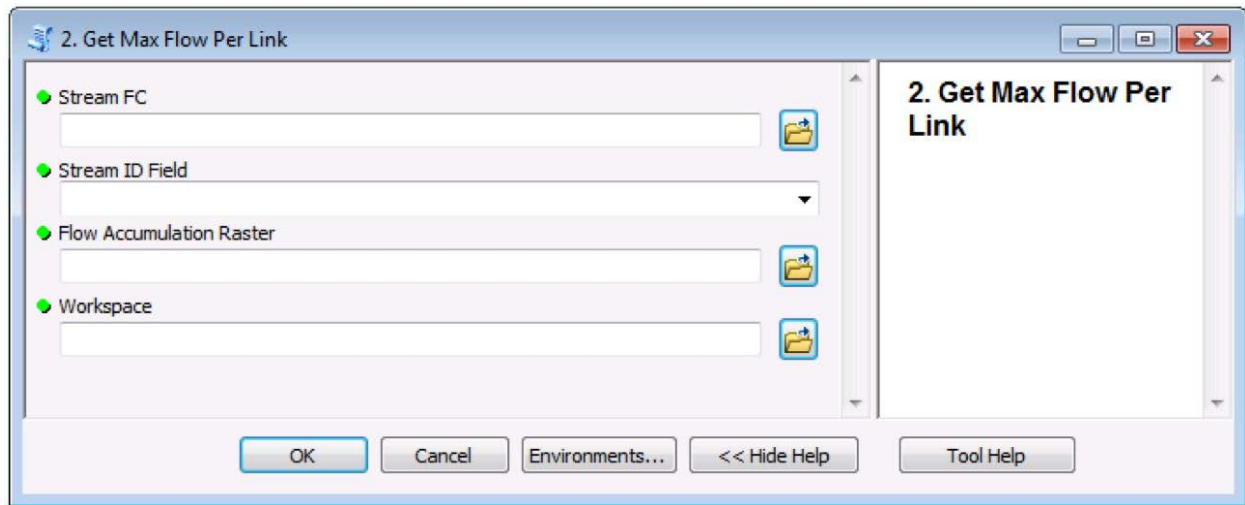 2. Get Max Flow Per Link
Stream FC
Stream ID Field
Flow Accumulation Raster
Workspace
2. Get Max Flow Per
Link
OK
Cancel
Environments...
<< Hide Help
Tool Help